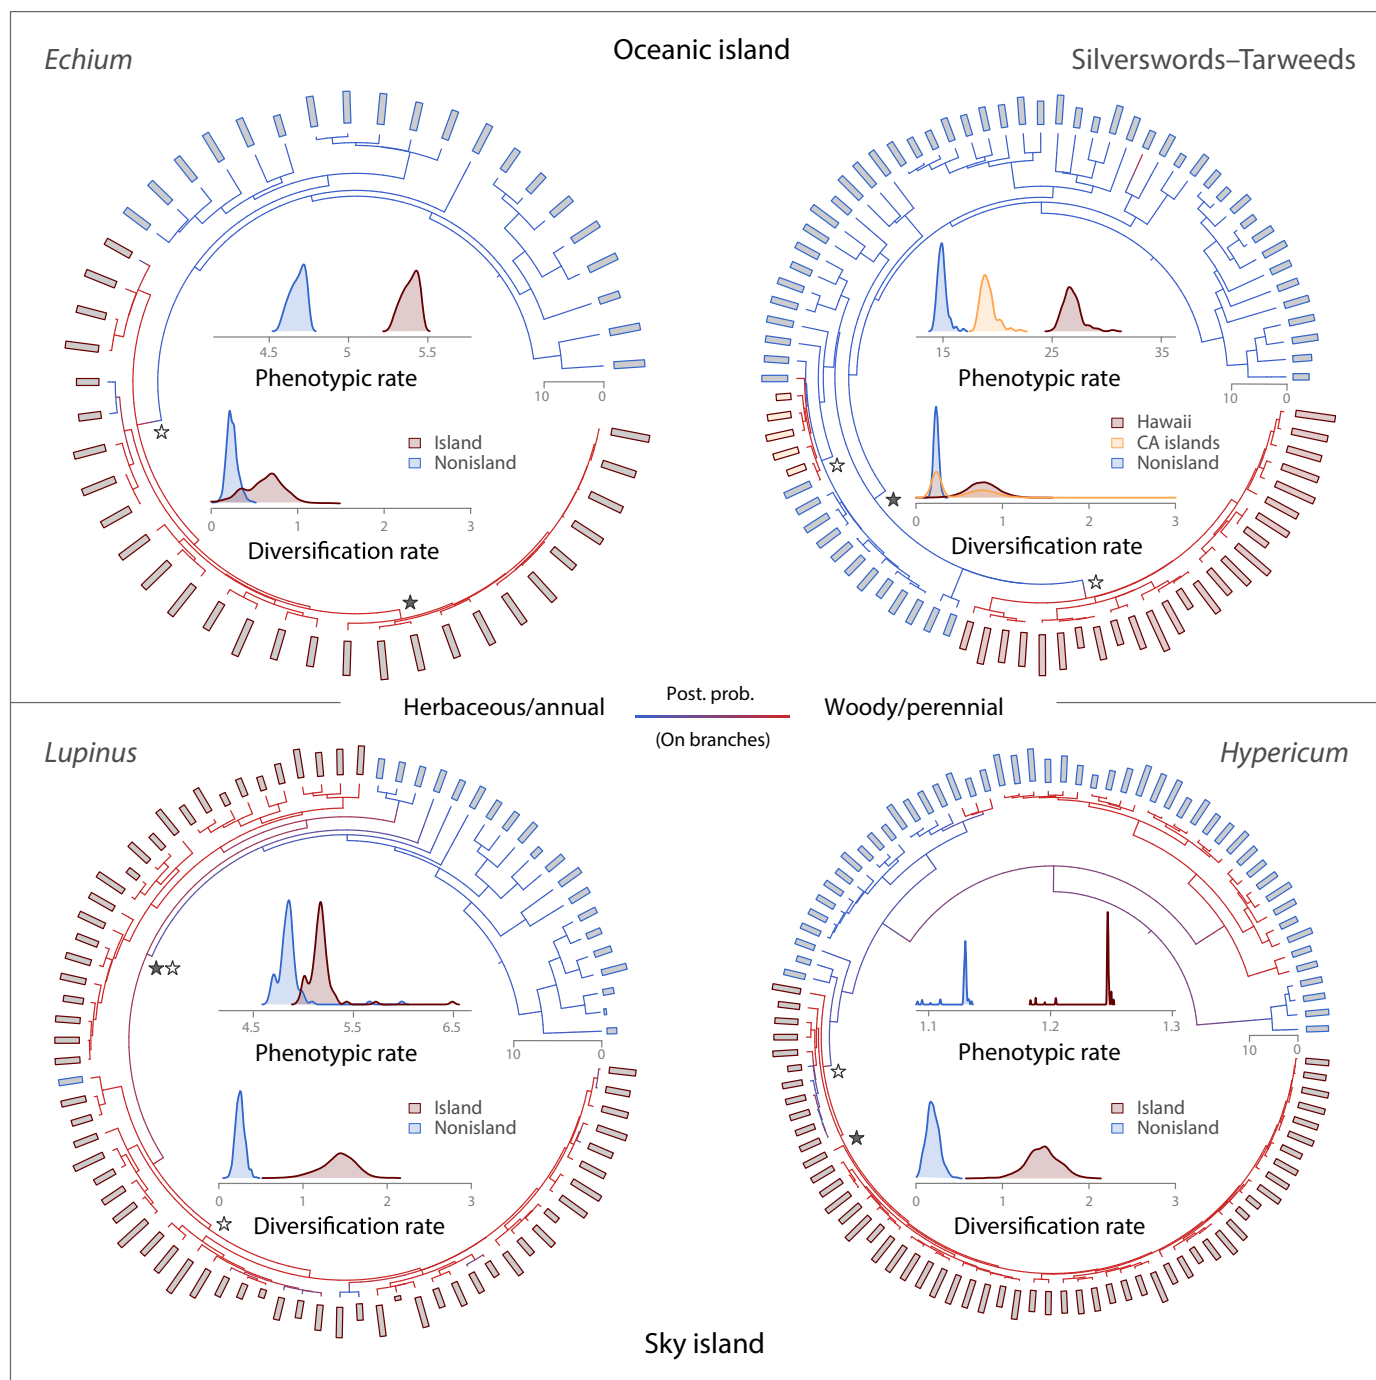 Oceanic island
Echium
Silverswords–Tarweeds
4.5 5 5.5
Phenotypic rate
10 0
Island
Nonisland
0 1 2 3
Diversification rate
15 25 35
Phenotypic rate
10 0
Hawaii
CA islands
Nonisland
0 1 2 3
Diversification rate
Herbaceous/annual
Post. prob.
(On branches)
Woody/perennial
Lupinus
Hypericum
4.5 5.5 6.5
Phenotypic rate
10 0
Island
Nonisland
0 1 2 3
Diversification rate
1.1 1.2 1.3
Phenotypic rate
10 0
Island
Nonisland
0 1 2 3
Diversification rate
Sky island